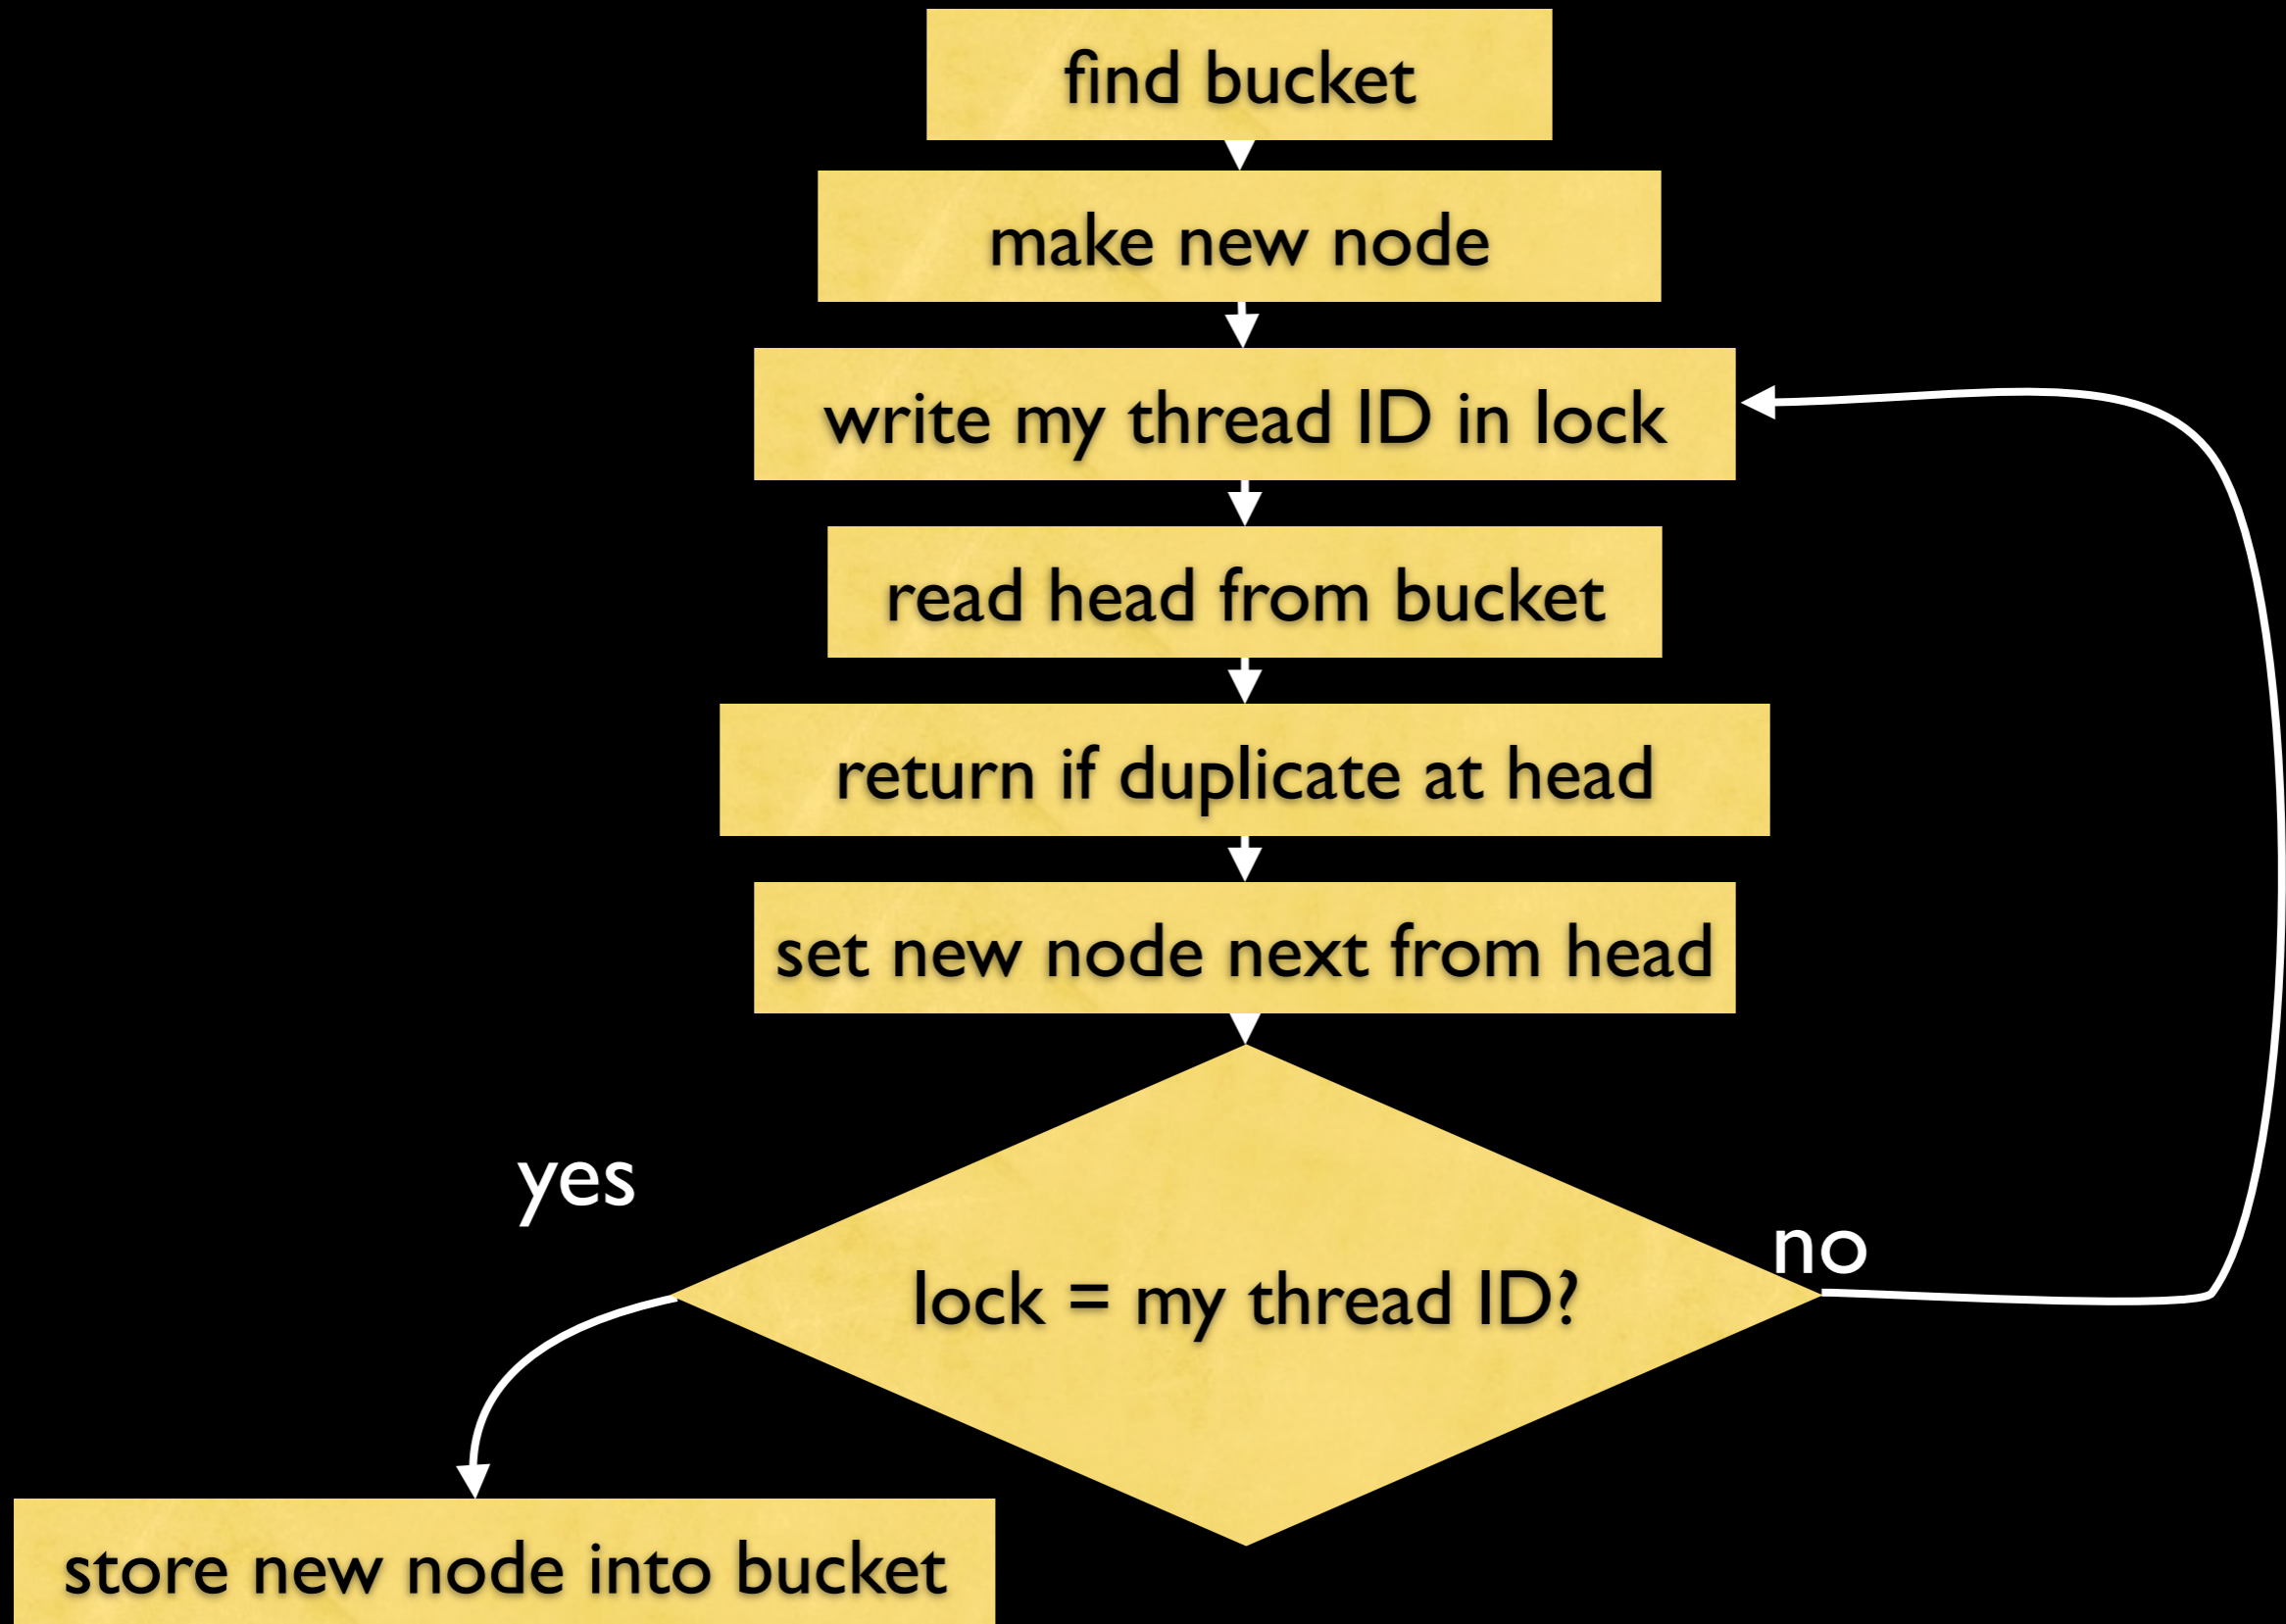 find bucket
make new node
write my thread ID in lock
read head from bucket
return if duplicate at head
set new node next from head
yes
no
lock = my thread ID?
store new node into bucket